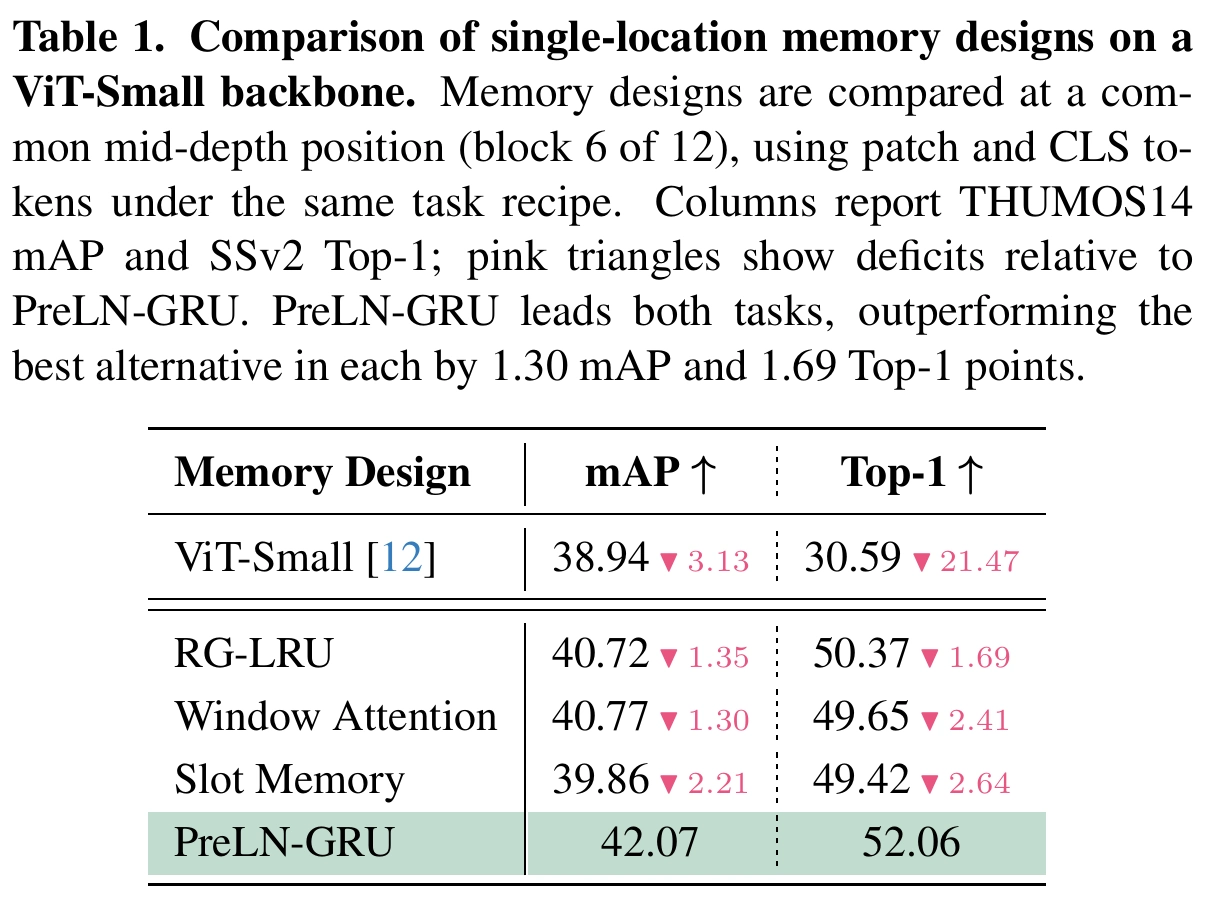 Table 1. Comparison of single-location memory designs on a
ViT-Small backbone. Memory designs are compared at a com-
mon mid-depth position (block 6 of 12), using patch and CLS to-
kens under the same task recipe. Columns report THUMOS14
mAP and SSv2 Top-1; pink triangles show deficits relative to
PreLN-GRU. PreLN-GRU leads both tasks, outperforming the
best alternative in each by 1.30 mAP and 1.69 Top-1 points.
Memory Design mAP ↑ Top-1 ↑
ViT-Small [12] 38.94 ▼ 3.13 30.59 ▼ 21.47
RG-LRU 40.72 ▼ 1.35 50.37 ▼ 1.69
Window Attention 40.77 ▼ 1.30 49.65 ▼ 2.41
Slot Memory 39.86 ▼ 2.21 49.42 ▼ 2.64
PreLN-GRU 42.07 52.06